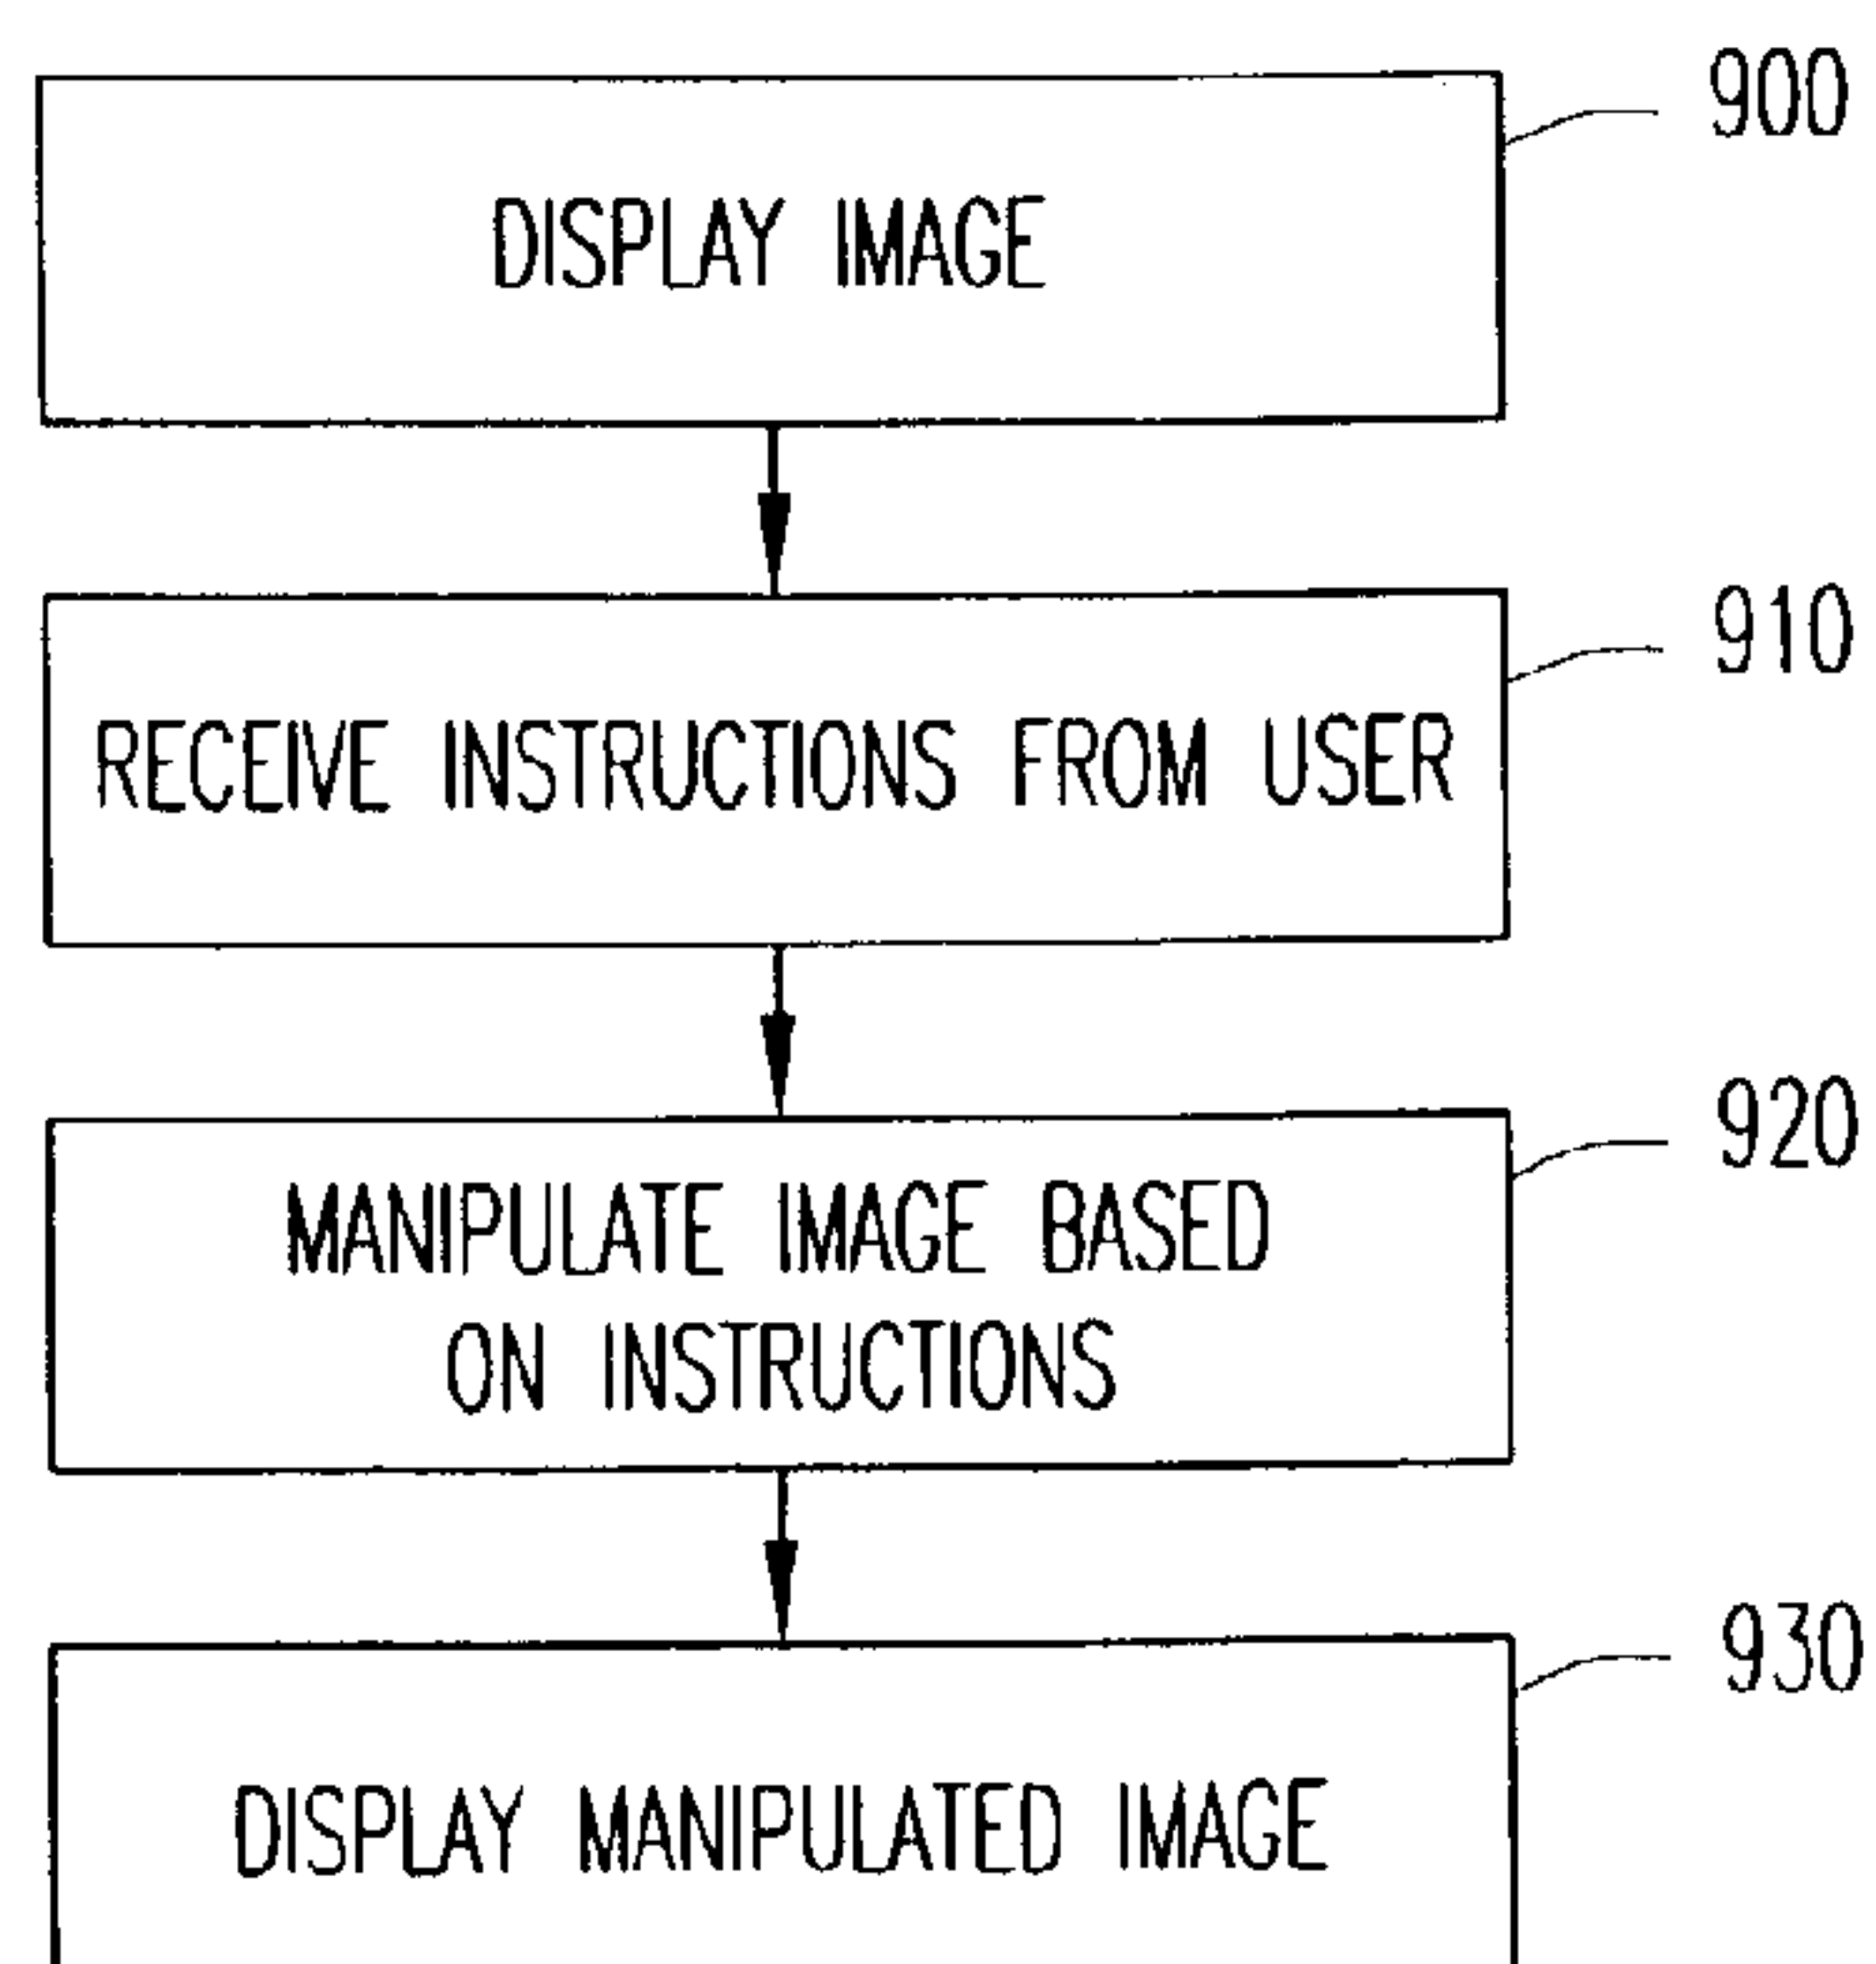 900
DISPLAY IMAGE
910
RECEIVE INSTRUCTIONS FROM USER
920
MANIPULATE IMAGE BASED
ON INSTRUCTIONS
930
DISPLAY MANIPULATED IMAGE